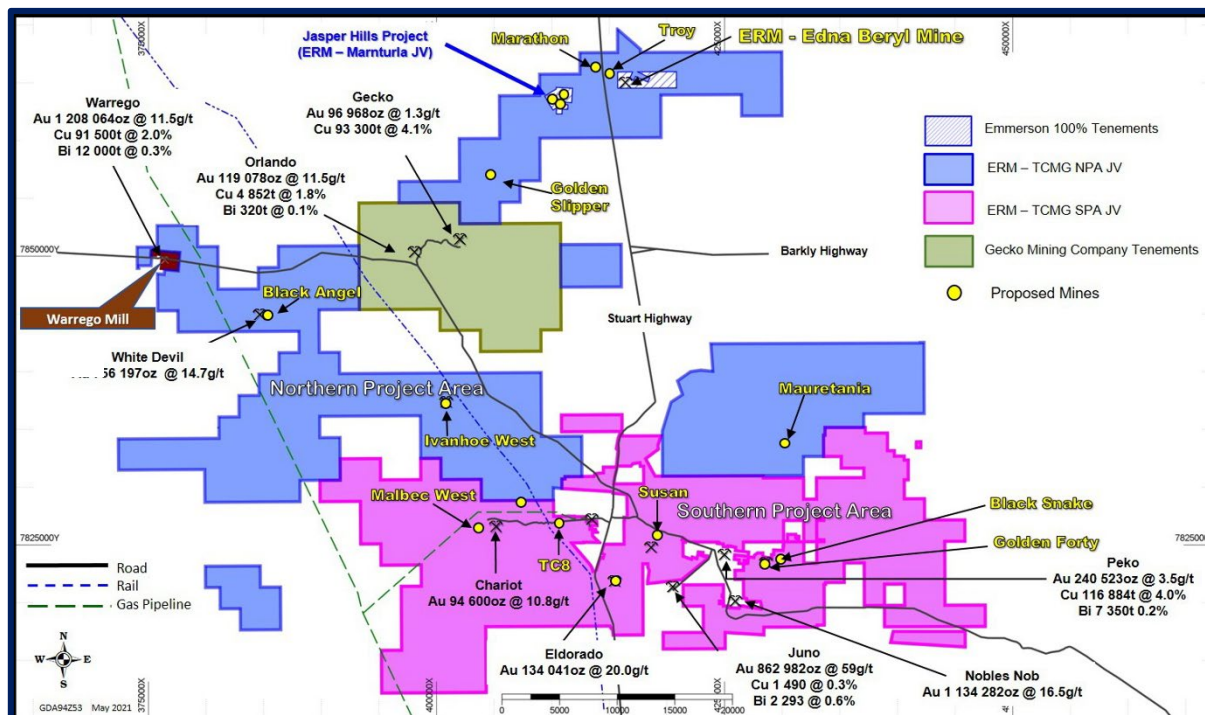 375000X
425000X
450000X
Jasper Hills Project
(ERM – Marnturla JV)
Marathon
Troy
ERM - Edna Beryl Mine
Warrego
Au 1 208 064oz @ 11.5g/t
Cu 91 500t @ 2.0%
Bi 12 000t @ 0.3%
Gecko
Au 96 968oz @ 1.3g/t
Cu 93 300t @ 4.1%
Orlando
Au 119 078oz @ 11.5g/t
Cu 4 852t @ 1.8%
Bi 320t @ 0.1%
Golden
Slipper
Emmerson 100% Tenements
ERM – TCMG NPA JV
ERM – TCMG SPA JV
Gecko Mining Company Tenements
Proposed Mines
7850000Y
Barkly Highway
Stuart Highway
Black Angel
Warrego Mill
White Devil
56 197oz @ 14.7g/t
Northern Project Area
Mauretania
Ivanhoe West
Malbec West
Susan
Southern Project Area
Black Snake
Golden Forty
7825000Y
7825000Y
TC8
Road
Rail
Gas Pipeline
Chariot
Au 94 600oz @ 10.8g/t
Peko
Au 240 523oz @ 3.5g/t
Cu 116 884t @ 4.0%
Bi 7 350t 0.2%
Eldorado
Au 134 041oz @ 20.0g/t
Juno
Au 862 982oz @ 59g/t
Cu 1 490 @ 0.3%
Bi 2 293 @ 0.6%
Nobles Nob
Au 1 134 282oz @ 16.5g/t
N
W E
S
GDA94Z53 May 2021
375000X
400000X
0 5000 10000 15000 20000